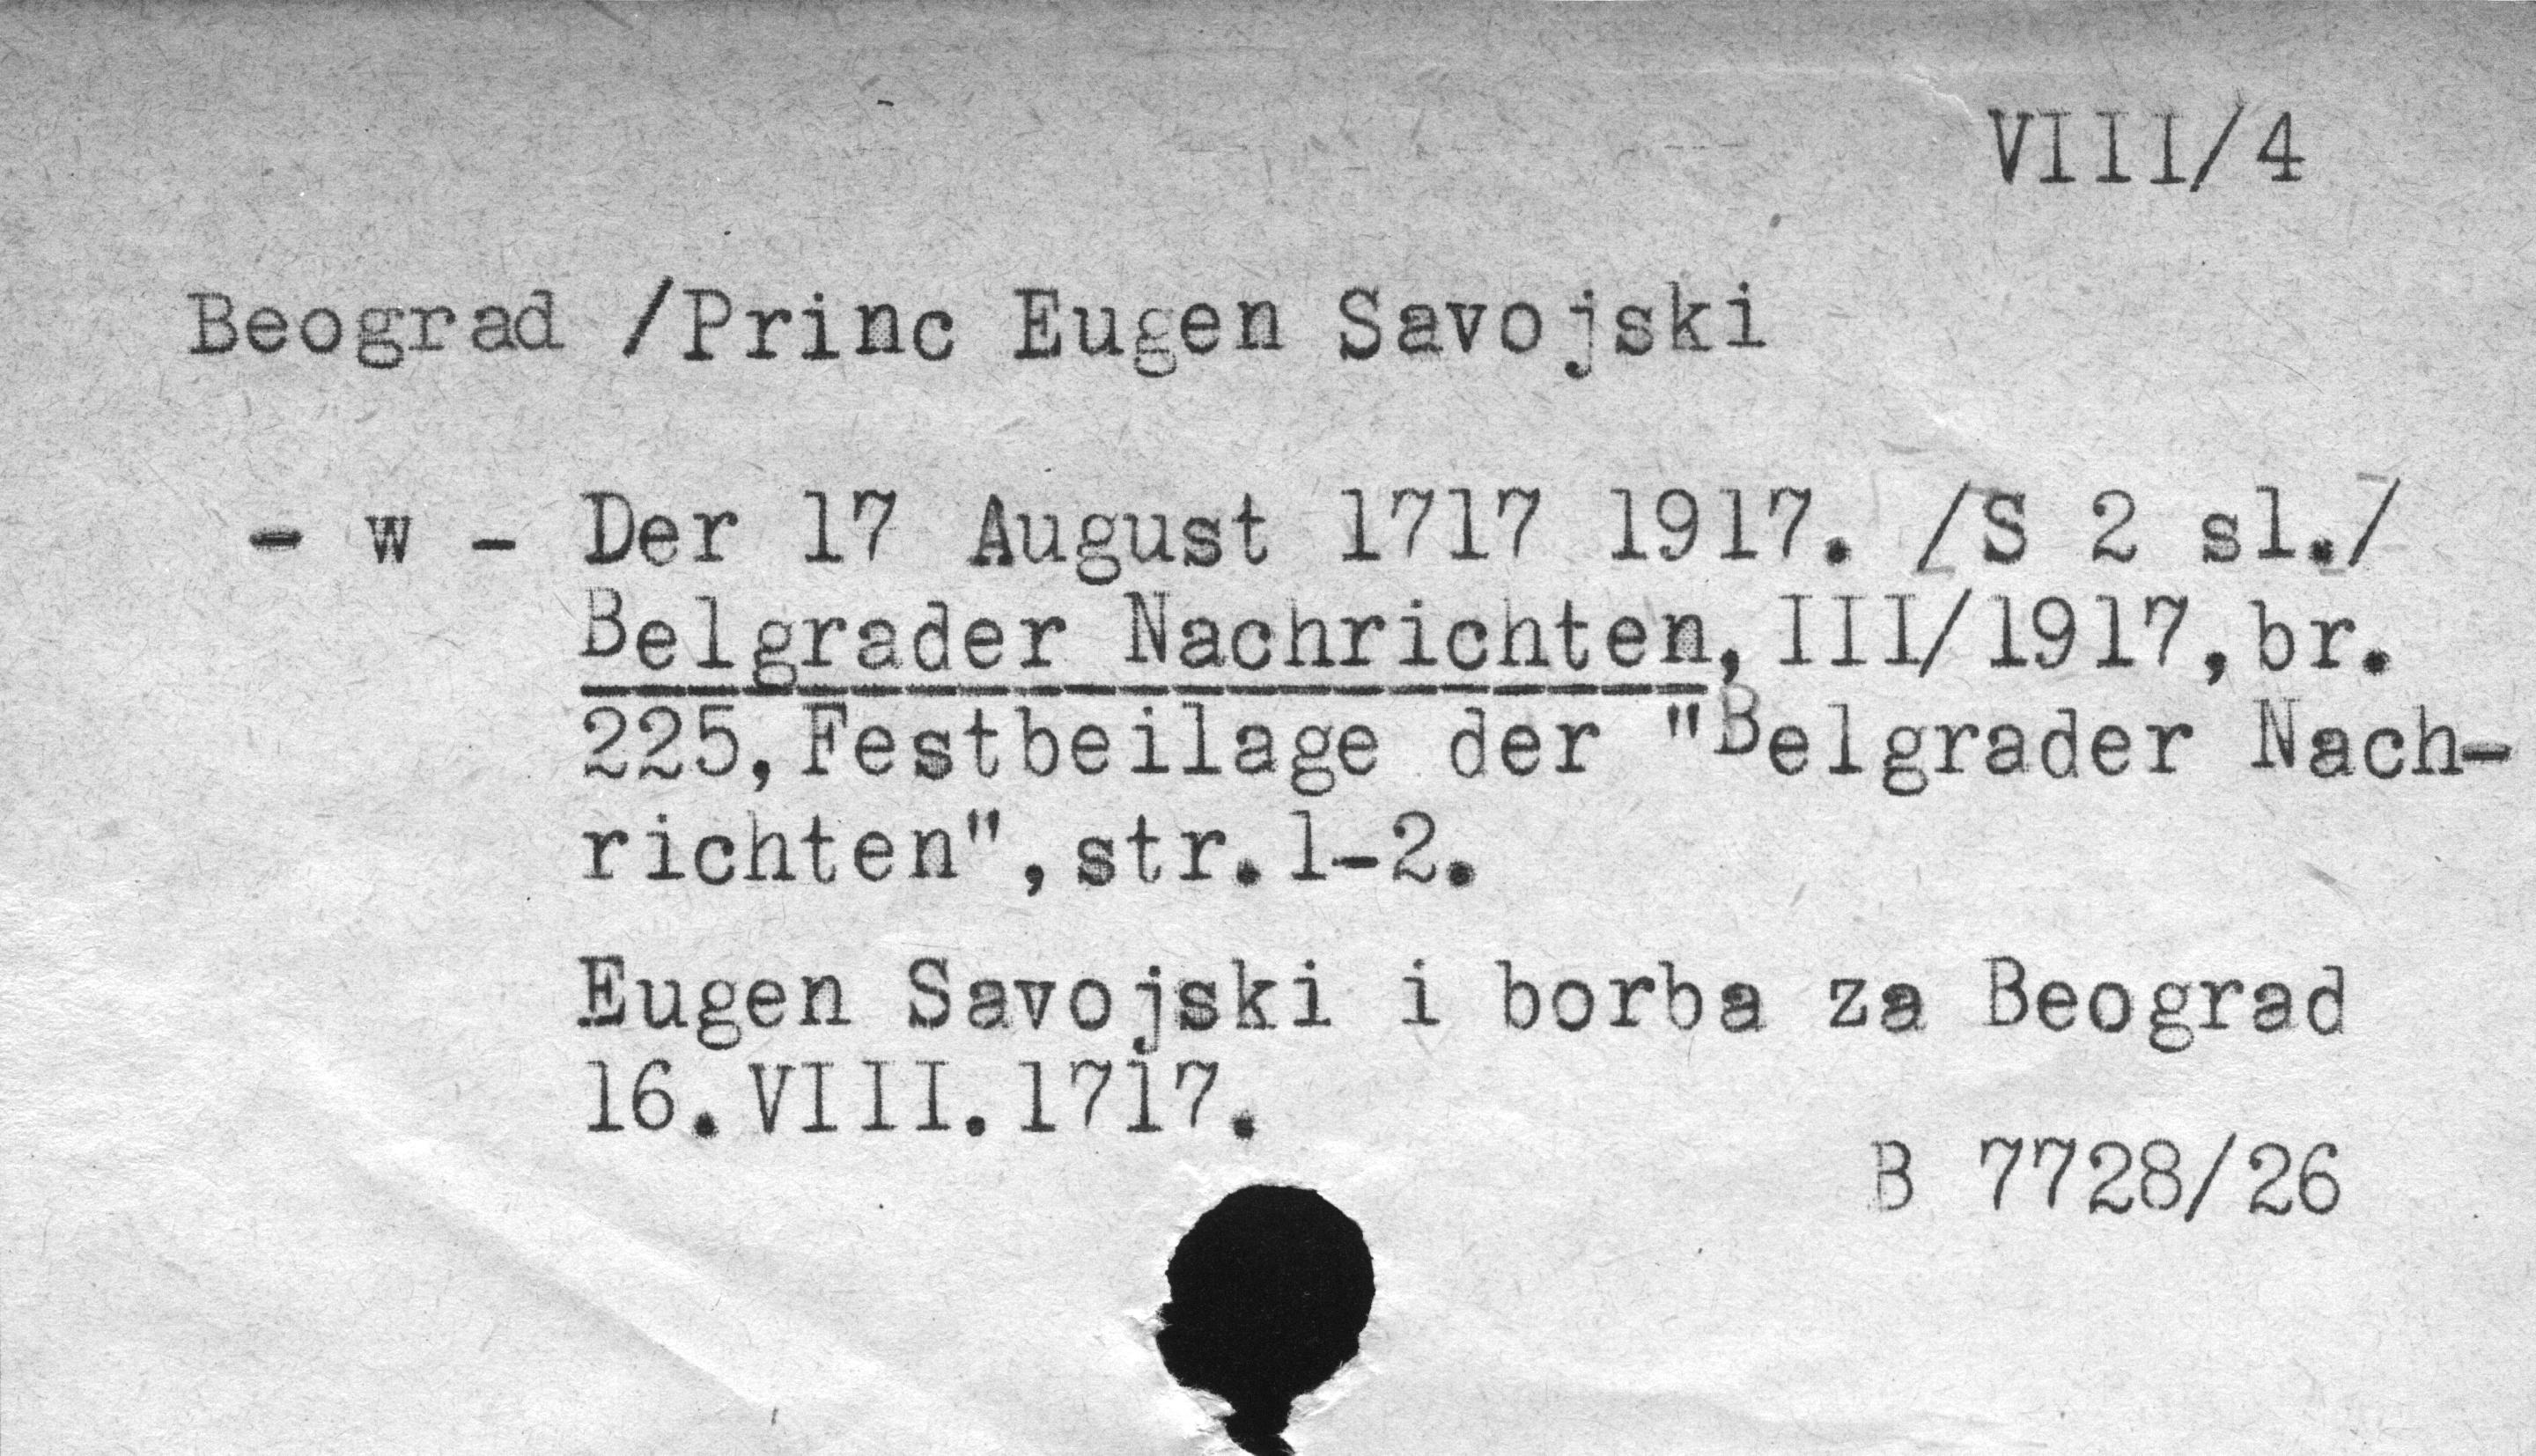 VIII/4
Beograd /Princ Eugen Savojski
- w - Der 17 August 1717 1917. /S 2 sl./
Belgrader Nachrichten, III/1917, br.
225, Festbeilage der "Belgrader Nach-
richten", str. 1-2.
Eugen Savojski i borba za Beograd
16. VIII. 1717.
B 7728/26